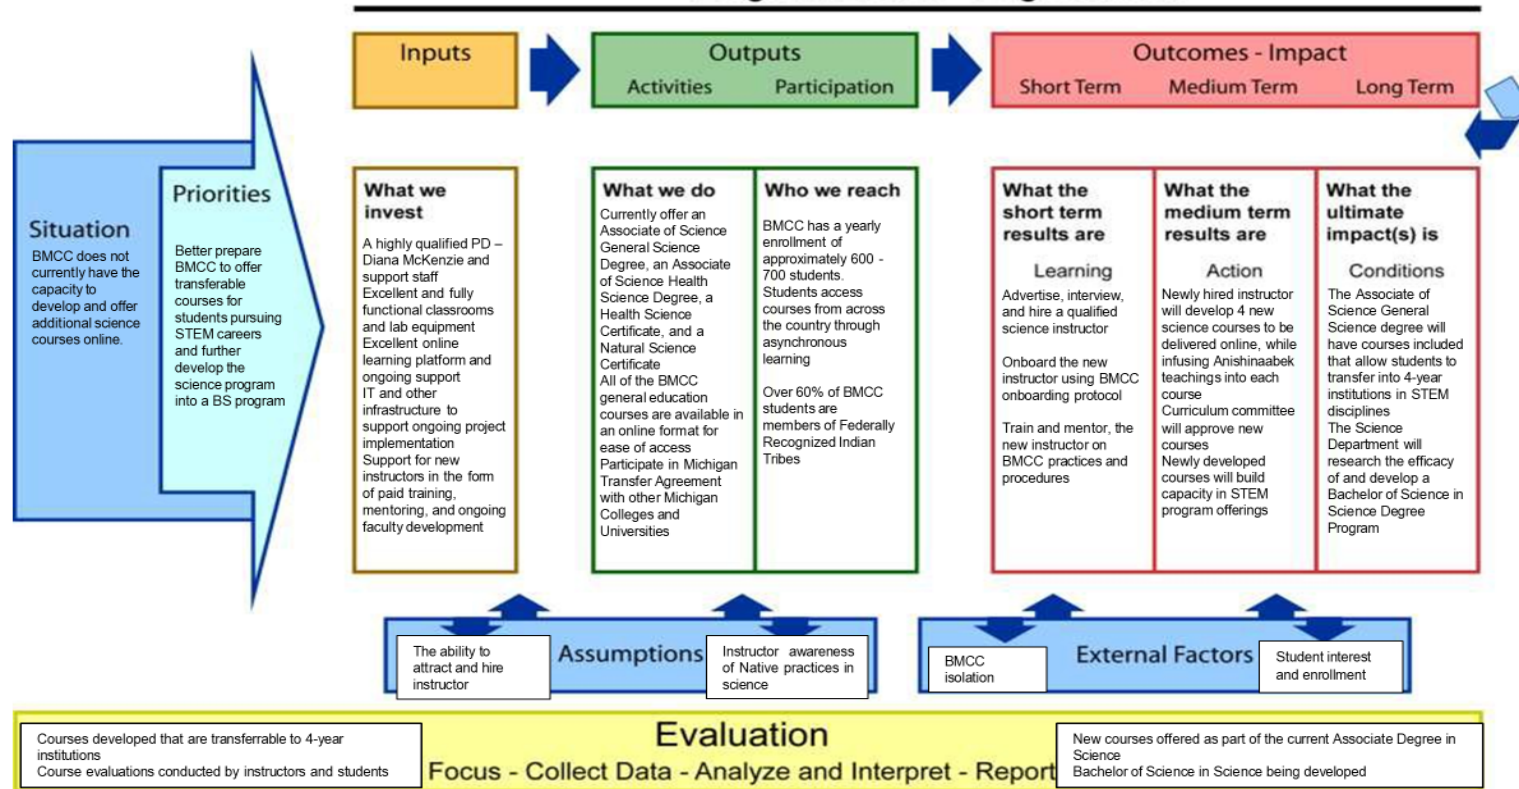 Inputs
Outputs
Activities
Participation
Outcomes - Impact
Short Term
Medium Term
Long Term
Situation
BMCC does not
currently have the
capacity to
develop and offer
additional science
courses online.
Priorities
Better prepare
BMCC to offer
transferable
courses for
students pursuing
STEM careers
and further
develop the
science program
into a BS program
What we
invest
A highly qualified PD –
Diana McKenzie and
support staff
Excellent and fully
functional classrooms
and lab equipment
Excellent online
learning platform and
ongoing support
IT and other
infrastructure to
support ongoing project
implementation
Support for new
instructors in the form
of paid training,
mentoring, and ongoing
faculty development
What we do
Currently offer an
Associate of Science
General Science
Degree, an Associate
of Science Health
Science Degree, a
Health Science
Certificate, and a
Natural Science
Certificate
All of the BMCC
general education
courses are available in
an online format for
ease of access
Participate in Michigan
Transfer Agreement
with other Michigan
Colleges and
Universities
Who we reach
BMCC has a yearly
enrollment of
approximately 600 -
700 students.
Students access
courses from across
the country through
asynchronous
learning
Over 60% of BMCC
students are
members of Federally
Recognized Indian
Tribes
What the
short term
results are
Learning
Advertise, interview,
and hire a qualified
science instructor
Onboard the new
instructor using BMCC
onboarding protocol
Train and mentor, the
new instructor on
BMCC practices and
procedures
What the
medium term
results are
Action
Newly hired instructor
will develop 4 new
science courses to be
delivered online, while
infusing Anishinaabek
teachings into each
course
Curriculum committee
will approve new
courses
Newly developed
courses will build
capacity in STEM
program offerings
What the
ultimate
impact(s) is
Conditions
The Associate of
Science General
Science degree will
have courses included
that allow students to
transfer into 4-year
institutions in STEM
disciplines
The Science
Department will
research the efficacy
of and develop a
Bachelor of Science in
Science Degree
Program
The ability to
attract and hire
instructor
Assumptions
Instructor awareness
of Native practices in
science
BMCC
isolation
External Factors
Student interest
and enrollment
Courses developed that are transferrable to 4-year
institutions
Course evaluations conducted by instructors and students
Evaluation
Focus - Collect Data - Analyze and Interpret - Report
New courses offered as part of the current Associate Degree in
Science
Bachelor of Science in Science being developed